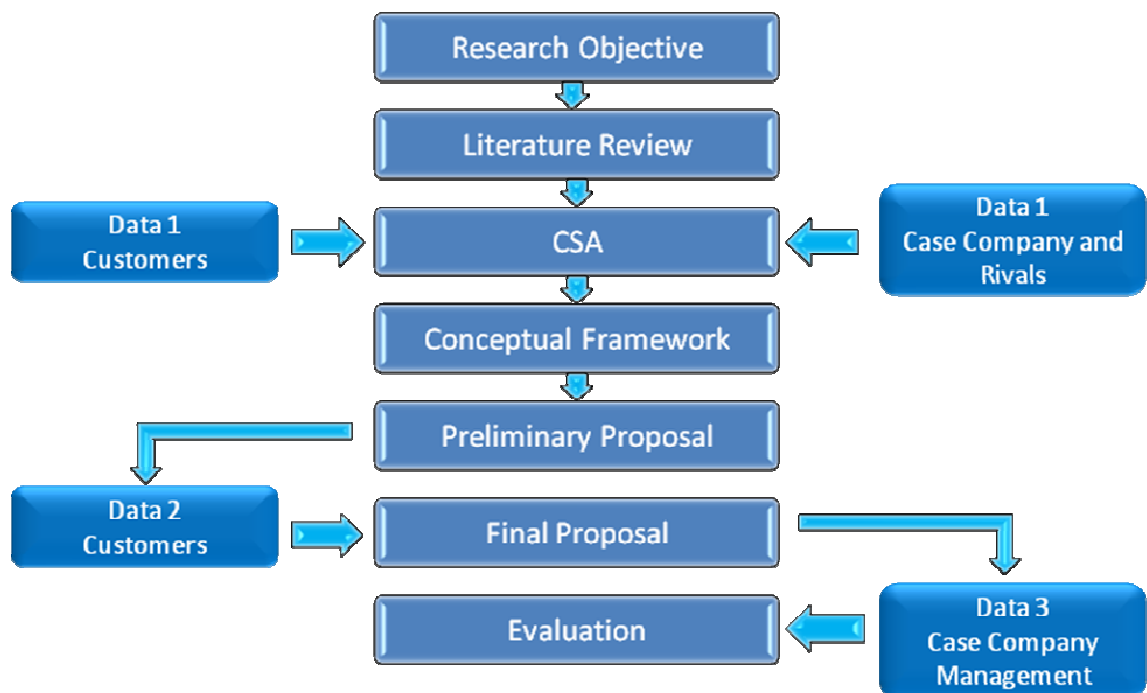 Research Objective
Literature Review
Data 1
Customers
CSA
Data 1
Case Company and
Rivals
Conceptual Framework
Preliminary Proposal
Data 2
Customers
Final Proposal
Evaluation
Data 3
Case Company
Management